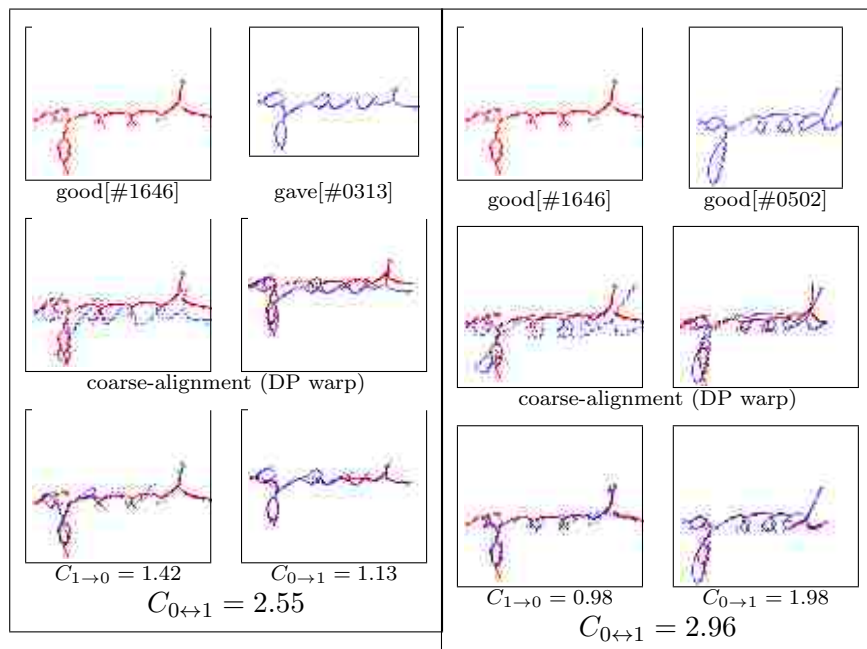 good[#1646] gave[#0313]
coarse-alignment (DP warp)
C1→0 = 1.42 C0→1 = 1.13
C0↔1 = 2.55
good[#1646] good[#0502]
coarse-alignment (DP warp)
C1→0 = 0.98 C0→1 = 1.98
C0↔1 = 2.96